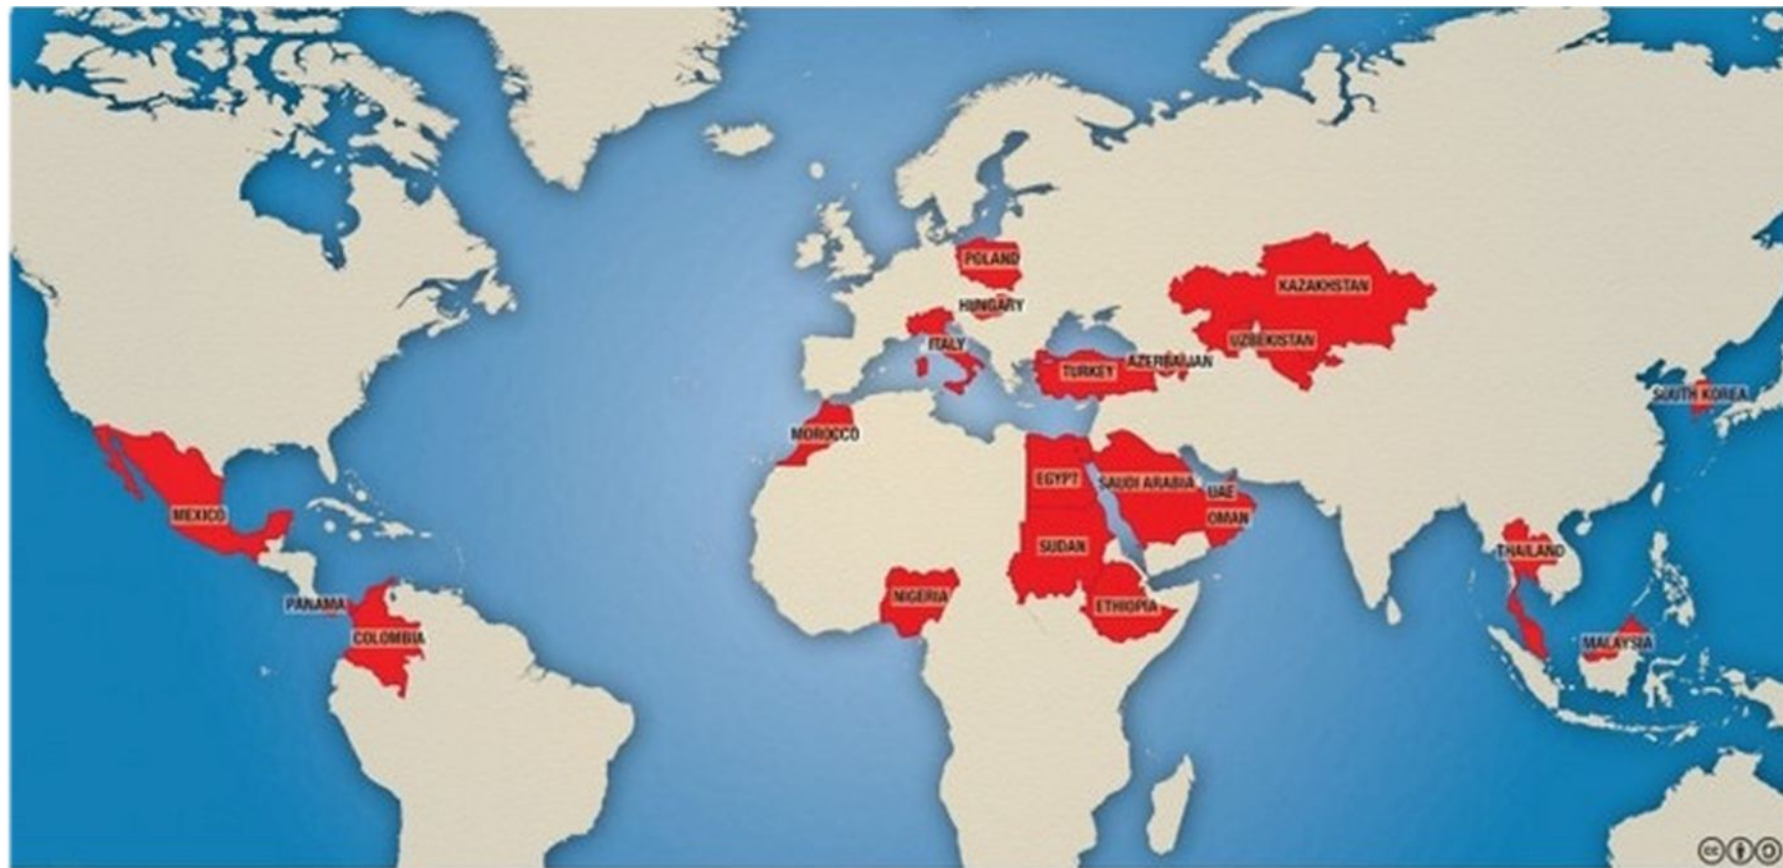 POLAND
KAZAKHSTAN
HUNGARY
UZBEKISTAN
ITALY
AZERBAIJAN
TURKEY
SOUTH KOREA
MOROCCO
EGYPT
SAUDI ARABIA
UAE
MEXICO
OMAN
SUDAN
THAILAND
NIGERIA
PANAMA
ETHIOPIA
COLOMBIA
MALAYSIA
cc